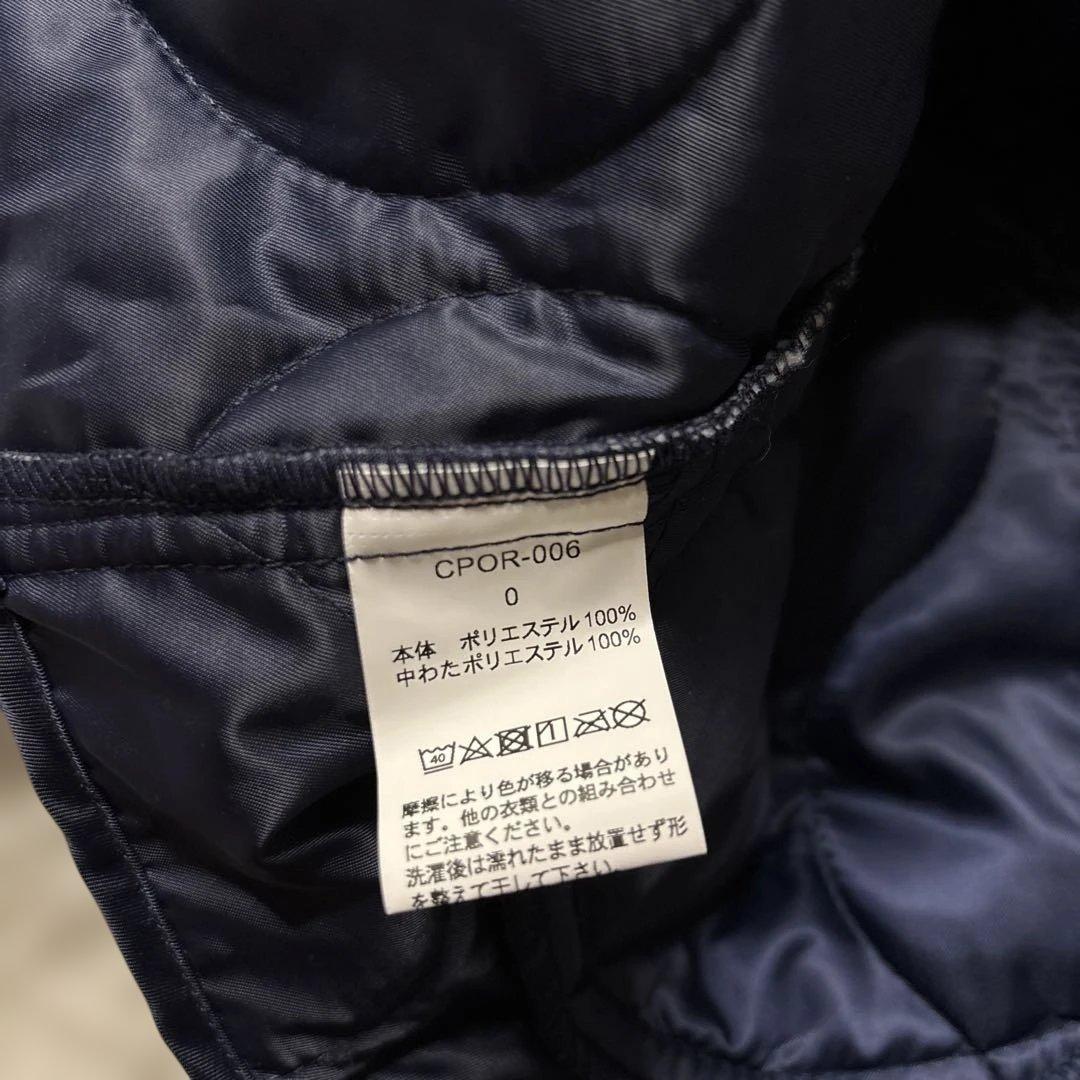 CPOR-006
0
本体 ポリエステル100%
中わたポリエステル100%
40
摩擦により色が移る場合があり
ます。他の衣類との組み合わせ
にご注意ください。
洗濯後は濡れたまま放置せず形
を整えて干して下さい。